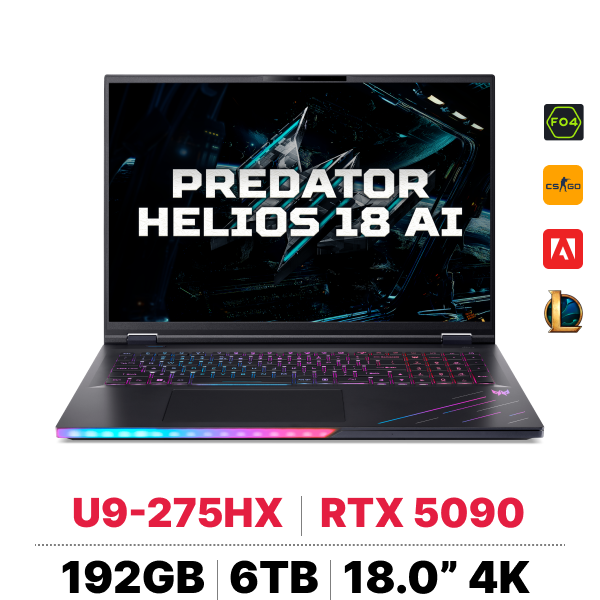 PREDATOR
HELIOS 18 AI
FO4
CS GO
U9-275HX | RTX 5090
192GB | 6TB | 18.0” 4K